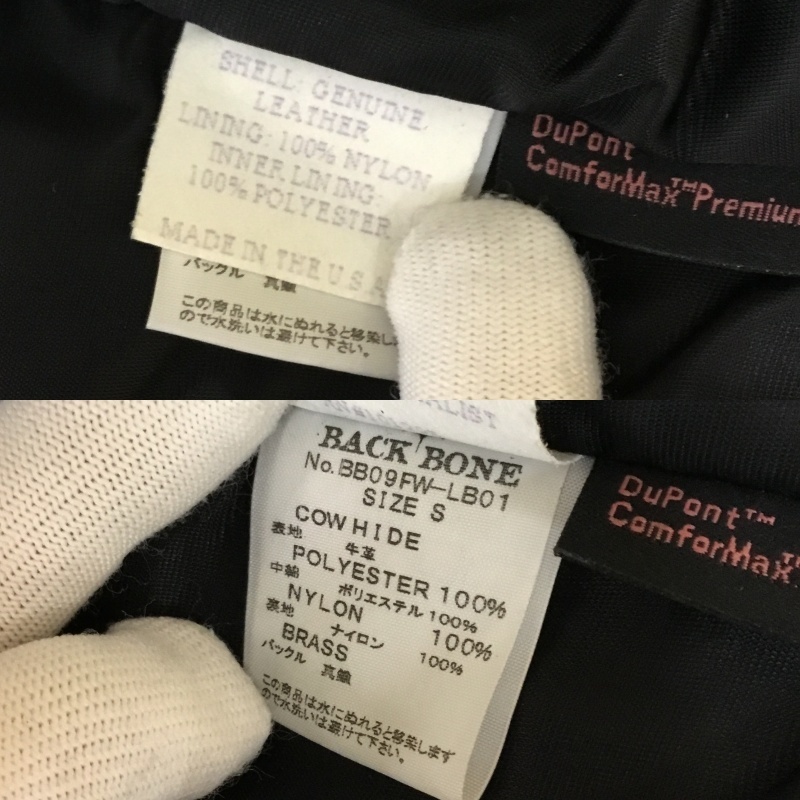 SHELL: GENUINE
LEATHER
LINING: 100% NYLON
INNER LINING:
100% POLYESTER
MADE IN THE U.S.A
バックル 真鍮
この商品は水にぬれると移染し
ので水洗いは避けて下さい。
DuPont
ComforMax™Premium
ALIST
BACK BONE
No.BB09FW-LB01
SIZE S
COWHIDE
表地 牛革
POLYESTER 100%
中綿 ポリエステル 100%
NYLON 100%
裏地 ナイロン 100%
BRASS
バックル 真鍮
この商品は水にぬれると移染します
ので水洗いは避けて下さい。
DuPont™
ComforMax™